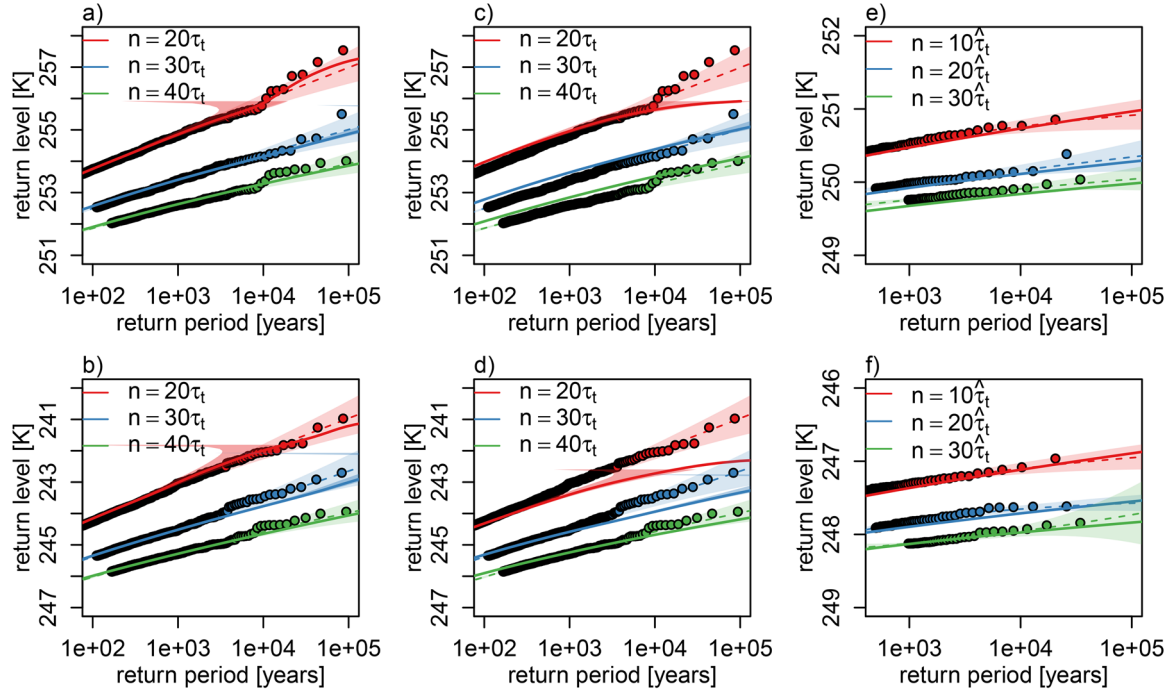 a)
n = 20τt
n = 30τt
n = 40τt
return level [K]
257
255
253
251
1e+02 1e+03 1e+04 1e+05
return period [years]
c)
n = 20τt
n = 30τt
n = 40τt
return level [K]
257
255
253
251
1e+02 1e+03 1e+04 1e+05
return period [years]
e)
n = 10τ̂t
n = 20τ̂t
n = 30τ̂t
return level [K]
252
251
250
249
1e+03 1e+04 1e+05
return period [years]
b)
n = 20τt
n = 30τt
n = 40τt
return level [K]
241
243
245
247
1e+02 1e+03 1e+04 1e+05
return period [years]
d)
n = 20τt
n = 30τt
n = 40τt
return level [K]
241
243
245
247
1e+02 1e+03 1e+04 1e+05
return period [years]
f)
n = 10τ̂t
n = 20τ̂t
n = 30τ̂t
return level [K]
246
247
248
249
1e+03 1e+04 1e+05
return period [years]